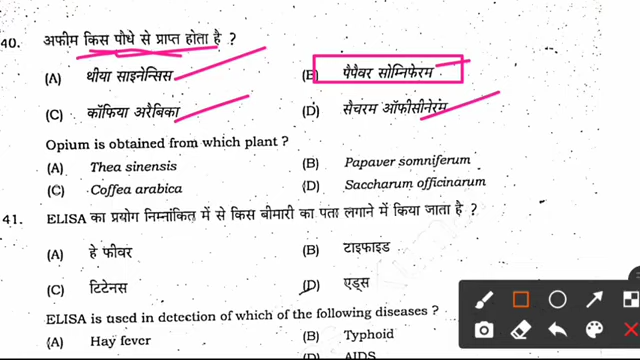 40. अफीम किस पौधे से प्राप्त होता है ?
(A) थीया साइनेन्सिस (B) पैपैवर सोम्निफेरम
(C) कॉफिया अरैबिका (D) सैचरम ऑफीसीनेरम
Opium is obtained from which plant ?
(A) Thea sinensis (B) Papaver somniferum
(C) Coffea arabica (D) Saccharum officinarum
41. ELISA का प्रयोग निम्नांकित में से किस बीमारी का पता लगाने में किया जाता है ?
(A) हे फीवर (B) टाइफाइड
(C) टिटेनस (D) एड्स
ELISA is used in detection of which of the following diseases ?
(A) Hay fever (B) Typhoid
(D) AIDS